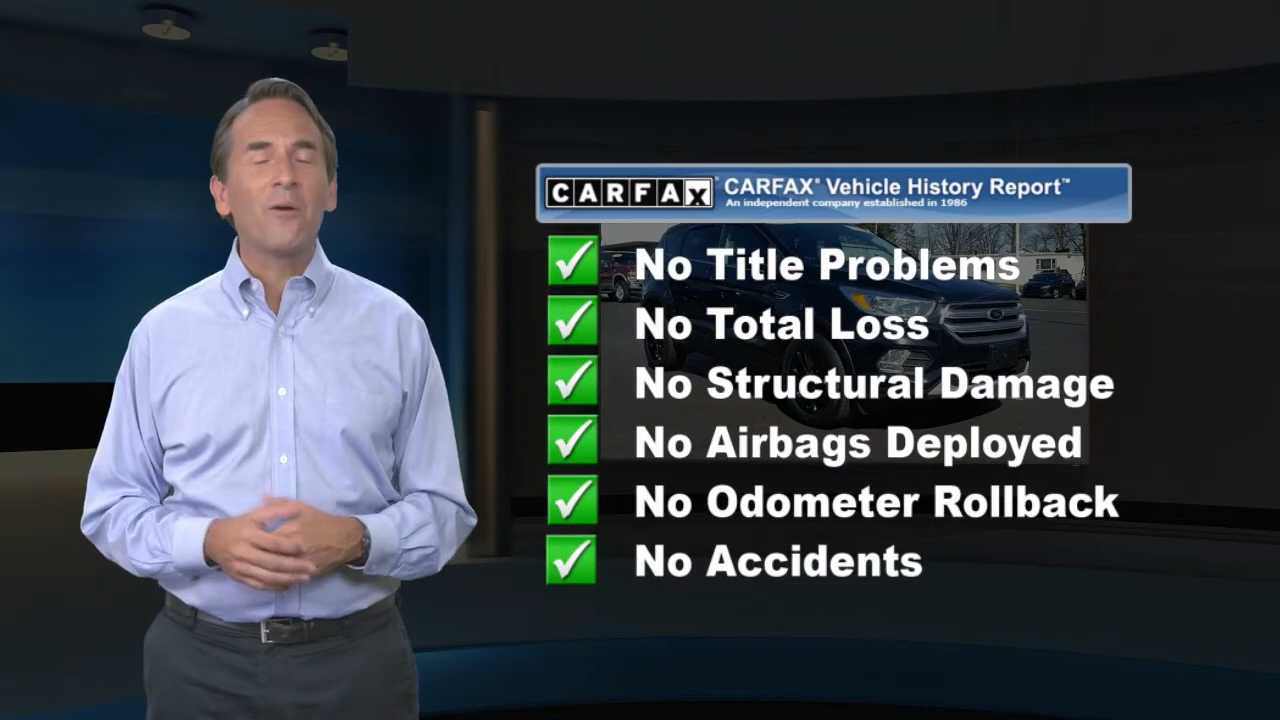 CARFAX® CARFAX® Vehicle History Report™
An independent company established in 1986
No Title Problems
No Total Loss
No Structural Damage
No Airbags Deployed
No Odometer Rollback
No Accidents